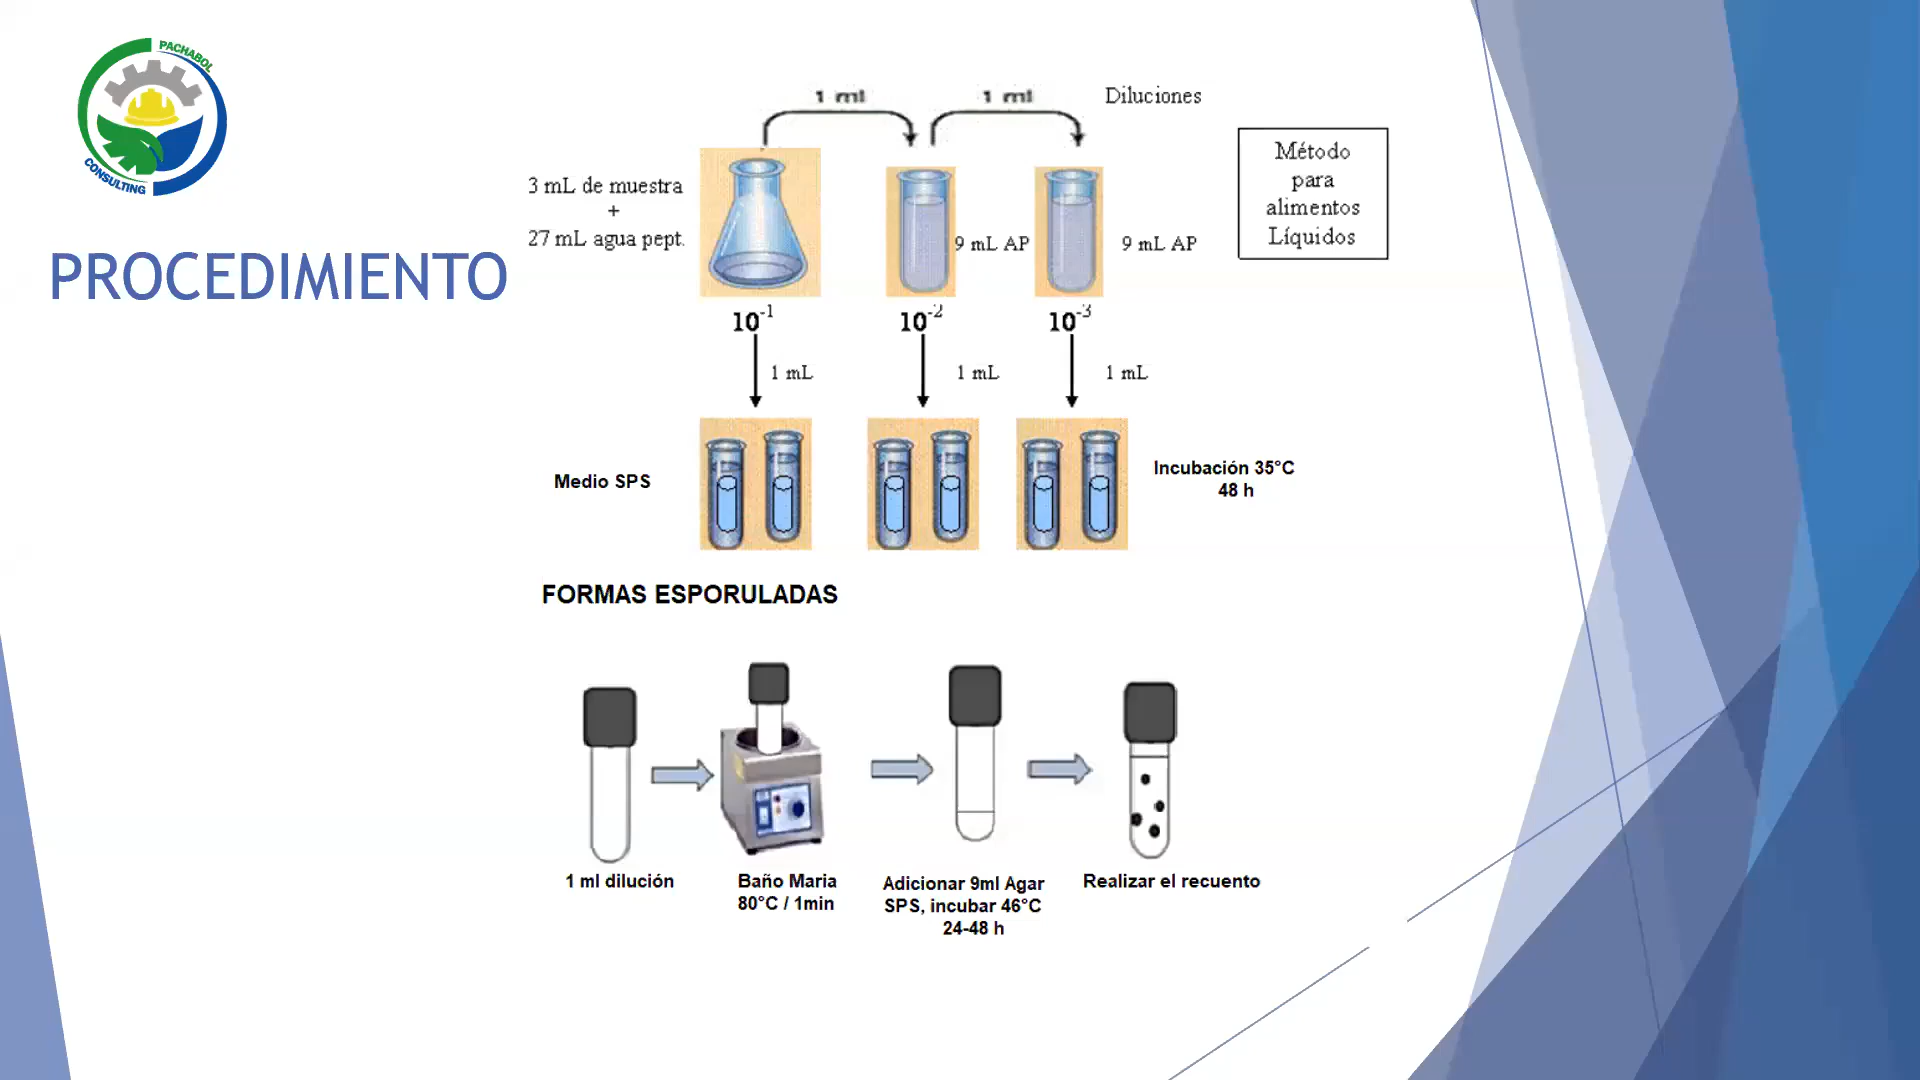 PACHABOL
CONSULTING
PROCEDIMIENTO
1 ml
1 ml
Diluciones
Método
para
alimentos
Líquidos
3 mL de muestra
+
27 mL agua pept.
9 mL AP
9 mL AP
10⁻¹
10⁻²
10⁻³
1 mL
1 mL
1 mL
Medio SPS
Incubación 35°C
48 h
FORMAS ESPORULADAS
1 ml dilución
Baño Maria
80°C / 1min
Adicionar 9ml Agar
SPS, incubar 46°C
24-48 h
Realizar el recuento